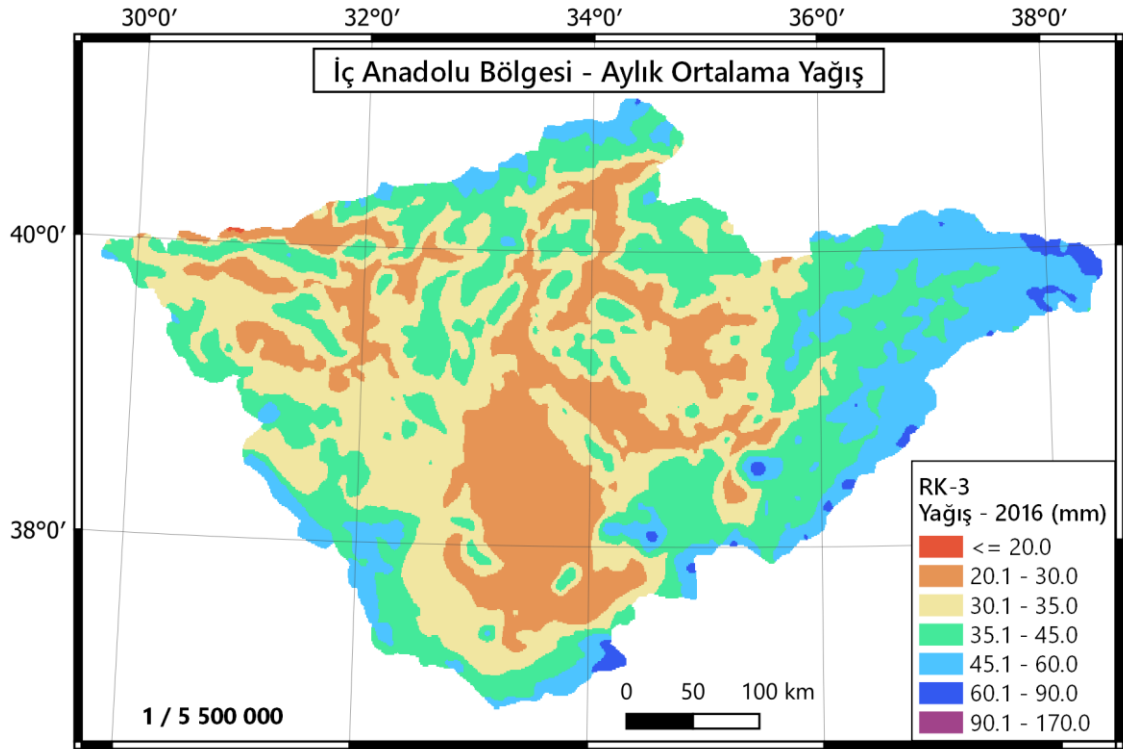 30°0′ 32°0′ 34°0′ 36°0′ 38°0′
İç Anadolu Bölgesi - Aylık Ortalama Yağış
40°0′
38°0′
RK-3
Yağış - 2016 (mm)
<= 20.0
20.1 - 30.0
30.1 - 35.0
35.1 - 45.0
45.1 - 60.0
60.1 - 90.0
90.1 - 170.0
0 50 100 km
1 / 5 500 000